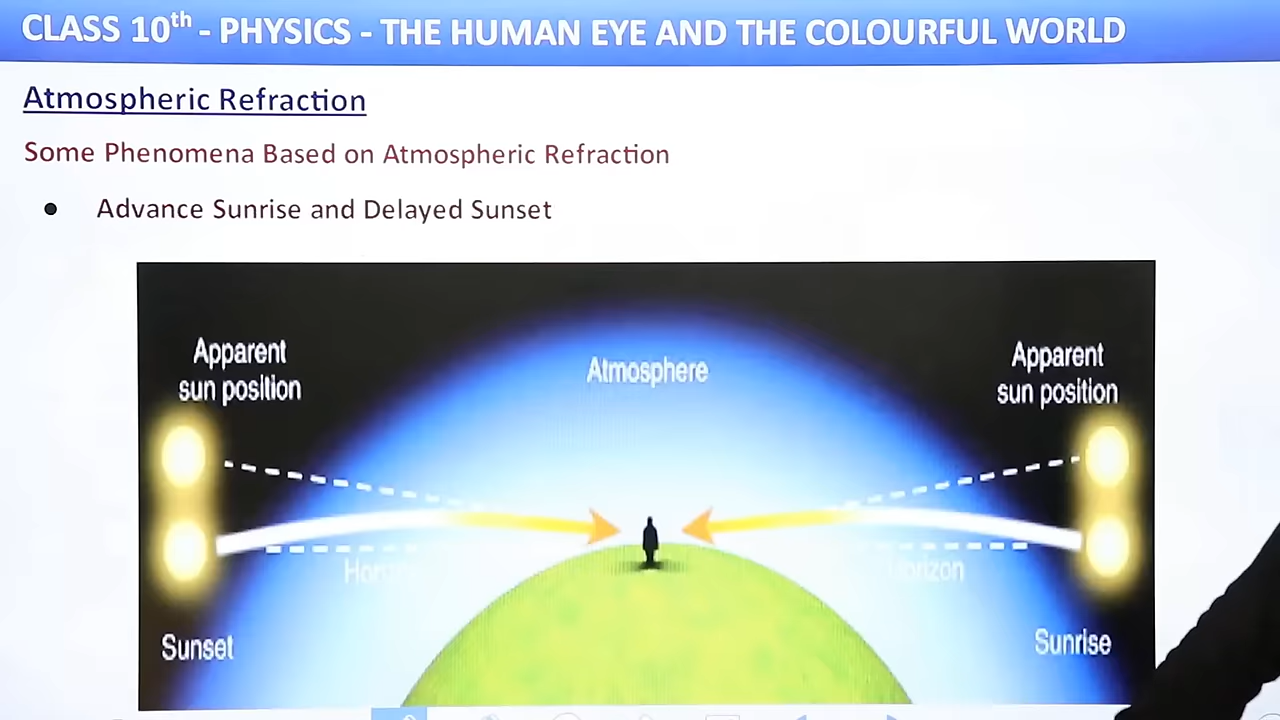 CLASS 10th - PHYSICS - THE HUMAN EYE AND THE COLOURFUL WORLD
Atmospheric Refraction
Some Phenomena Based on Atmospheric Refraction
● Advance Sunrise and Delayed Sunset
Apparent
sun position
Atmosphere
Apparent
sun position
Horizon
Sunset
Sunrise